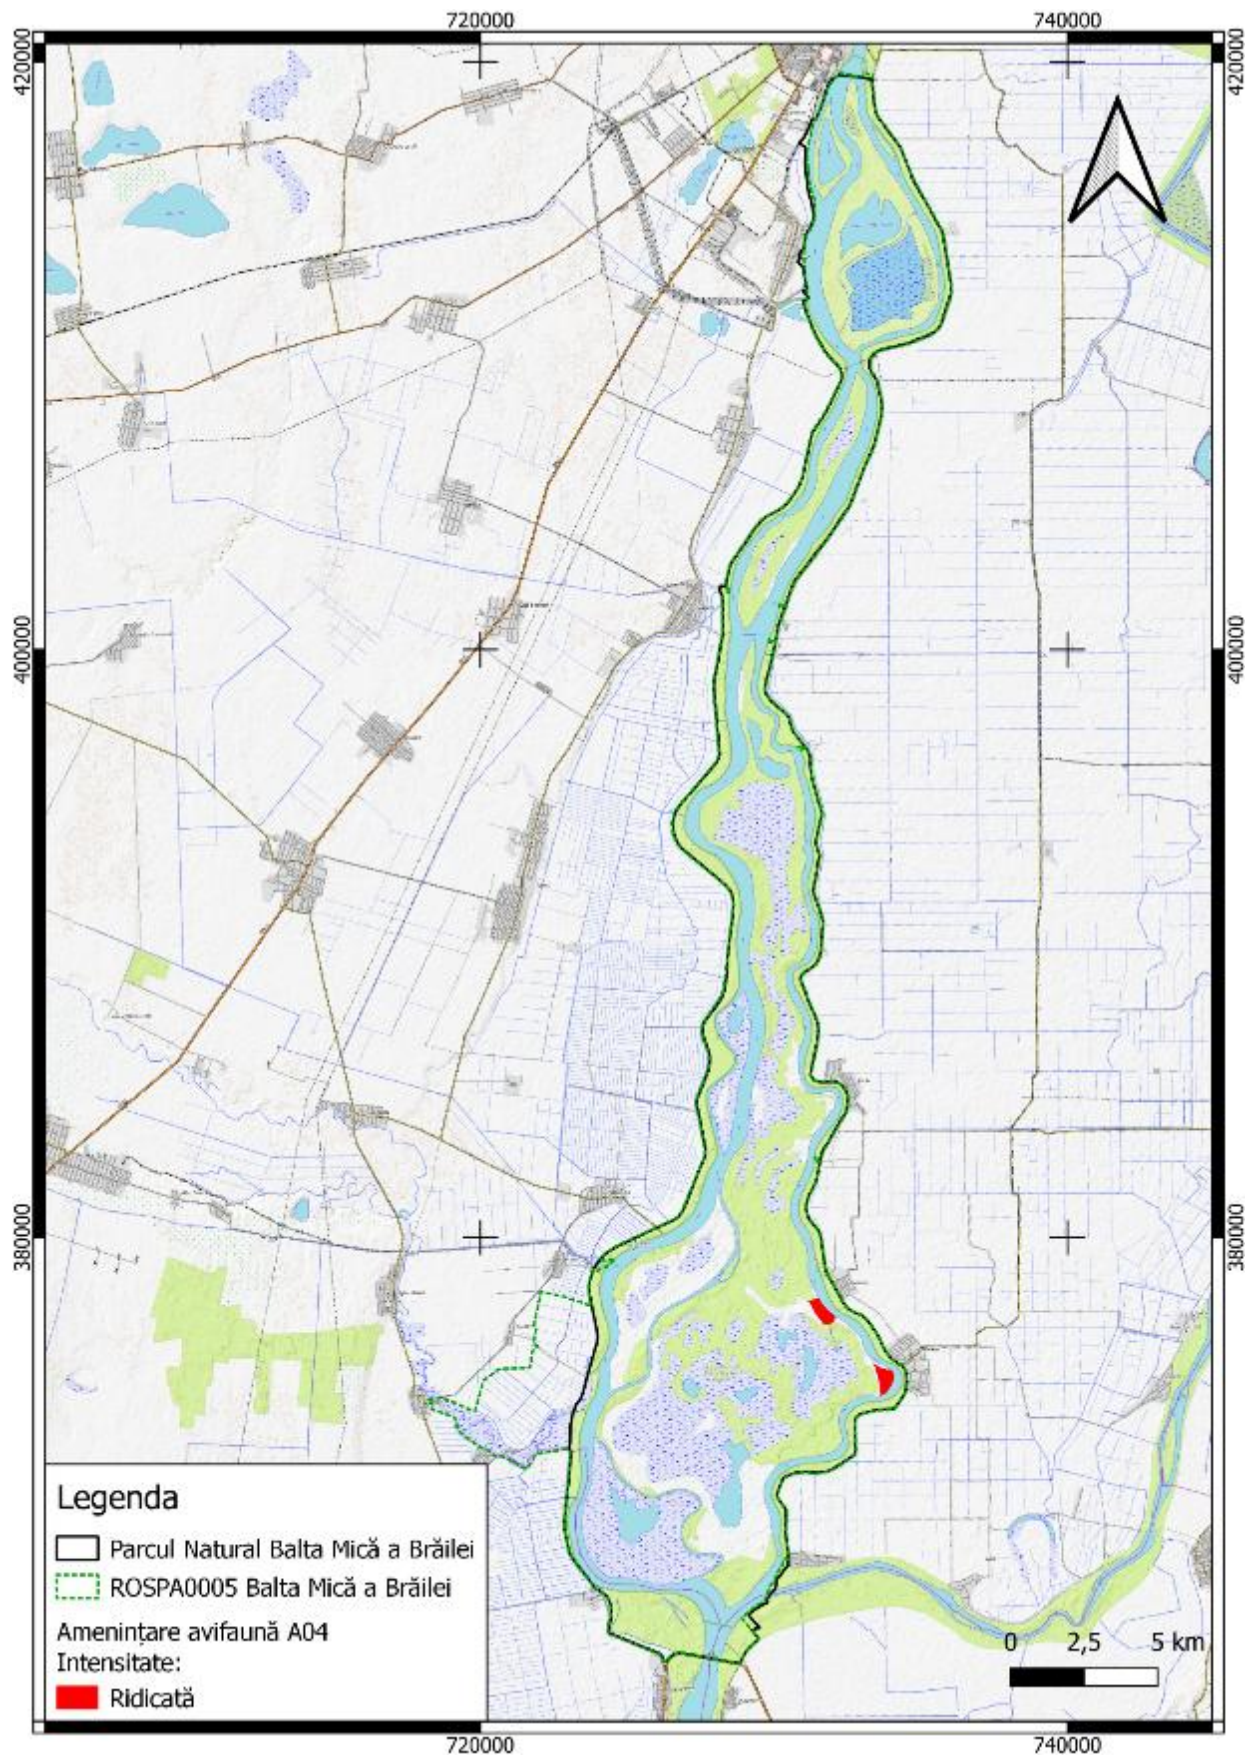 720000
740000
420000
420000
400000
400000
380000
380000
Legenda
Parcul Natural Balta Mică a Brăilei
ROSPA0005 Balta Mică a Brăilei
Amenințare avifaună A04
Intensitate:
Ridicată
0 2,5 5 km
720000
740000